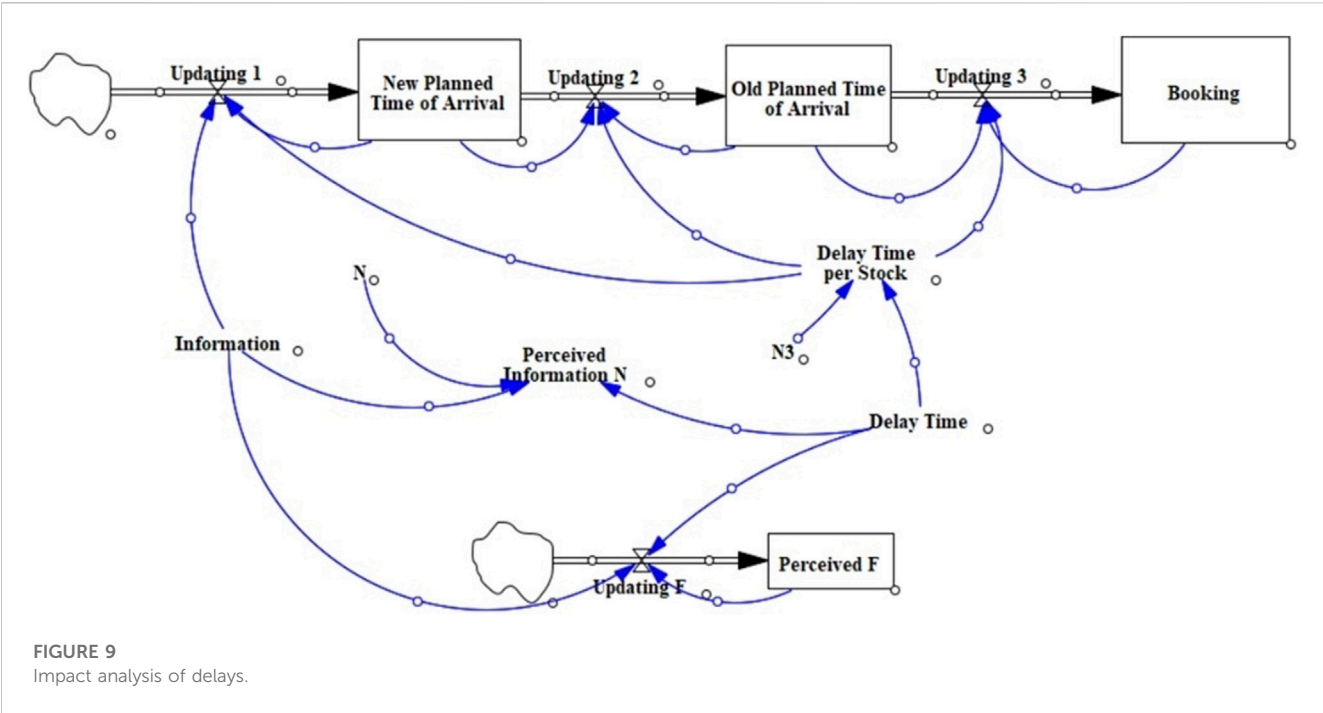 Updating 1
New Planned
Time of Arrival
Updating 2
Old Planned Time
of Arrival
Updating 3
Booking
Delay Time
per Stock
N
N3
Information
Perceived
Information N
Delay Time
Updating F
Perceived F
FIGURE 9
Impact analysis of delays.